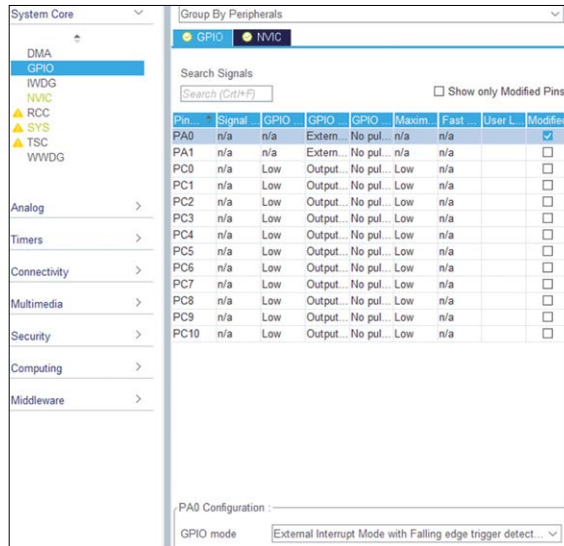 System Core
DMA
GPIO
IWDG
NVIC
RCC
SYS
TSC
WWDG
Analog
Timers
Connectivity
Multimedia
Security
Computing
Middleware
Group By Peripherals
GPIO NVIC
Search Signals
Search (Crtl+F)
Show only Modified Pins
Pin... Signal ... GPIO ... GPIO ... GPIO ... Maxim... Fast ... User L... Modified
PA0 n/a n/a Extern... No pul... n/a n/a
PA1 n/a n/a Extern... No pul... n/a n/a
PC0 n/a Low Output... No pul... Low n/a
PC1 n/a Low Output... No pul... Low n/a
PC2 n/a Low Output... No pul... Low n/a
PC3 n/a Low Output... No pul... Low n/a
PC4 n/a Low Output... No pul... Low n/a
PC5 n/a Low Output... No pul... Low n/a
PC6 n/a Low Output... No pul... Low n/a
PC7 n/a Low Output... No pul... Low n/a
PC8 n/a Low Output... No pul... Low n/a
PC9 n/a Low Output... No pul... Low n/a
PC10 n/a Low Output... No pul... Low n/a
PA0 Configuration :
GPIO mode External Interrupt Mode with Falling edge trigger detect...